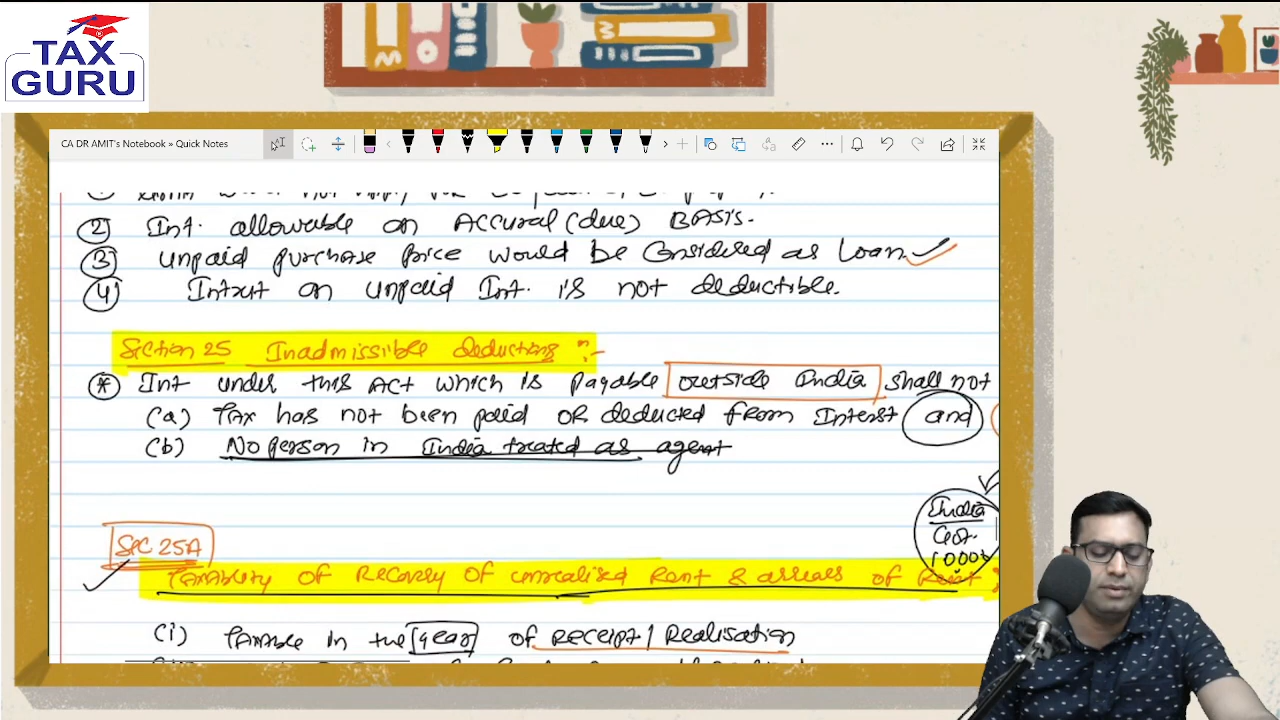 TAX
GURU
CA DR AMIT's Notebook » Quick Notes
② Int. allowable on Accural (due) BASIS.
③ unpaid purchase price would be Considered as Loan
④ Intrest on unpaid Int. is not deductible.
Section 25 Inadmissible deductions :-
* Int under this Act which is payable outside India shall not
(a) Tax has not been paid or deducted from Interst and
(b) No person in India treated as agent
India
Cost.
Sec 25A
Taxability of Recovery of unrealised Rent & arrears of Rent :
(i) Taxable in the year of receipt / Realisation